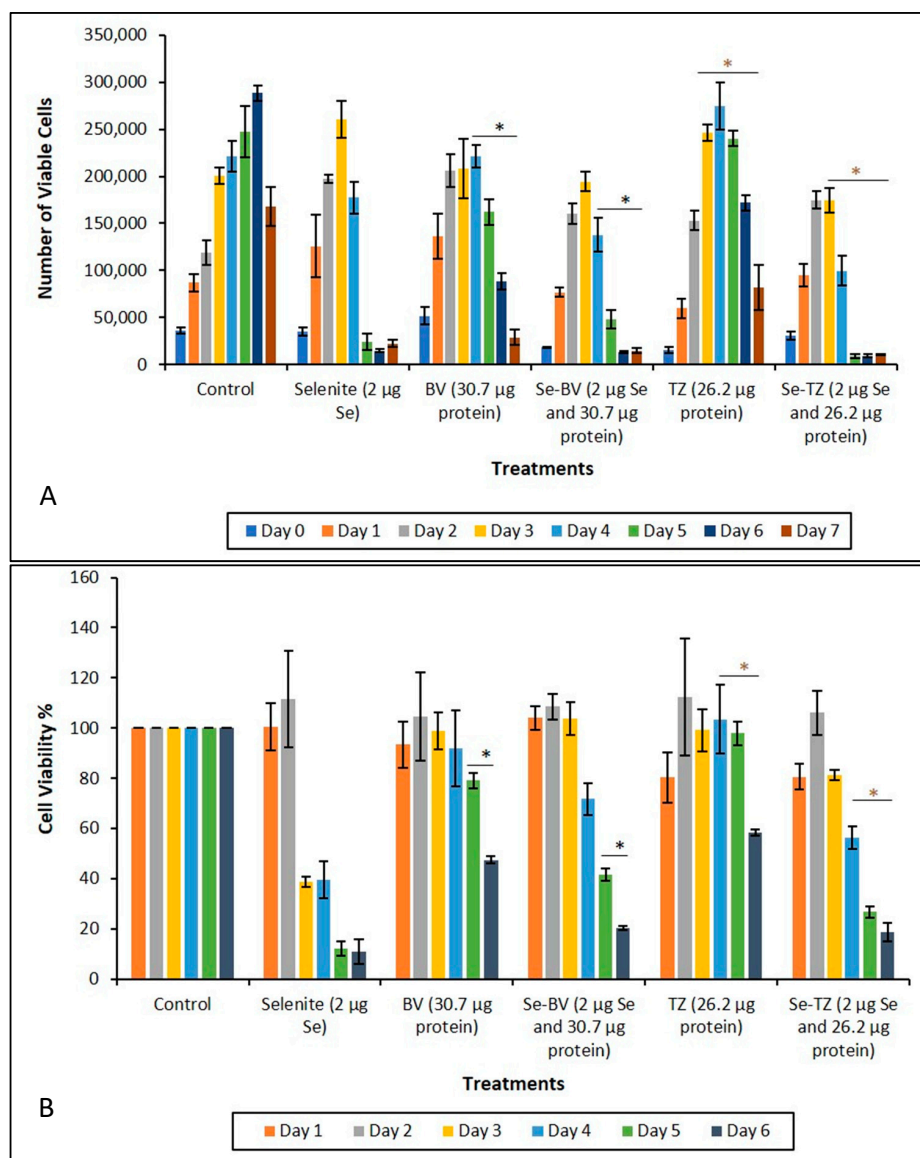 350,000
300,000
250,000
200,000
150,000
100,000
50,000
0
Number of Viable Cells
*
*
*
*
Control
Selenite (2 µg
Se)
BV (30.7 µg
protein)
Se-BV (2 µg Se
and 30.7 µg
protein)
TZ (26.2 µg
protein)
Se-TZ (2 µg Se
and 26.2 µg
protein)
Treatments
A
Day 0 Day 1 Day 2 Day 3 Day 4 Day 5 Day 6 Day 7
160
140
120
100
80
60
40
20
0
Cell Viability %
*
*
*
*
Control
Selenite (2 µg
Se)
BV (30.7 µg
protein)
Se-BV (2 µg Se
and 30.7 µg
protein)
TZ (26.2 µg
protein)
Se-TZ (2 µg Se
and 26.2 µg
protein)
Treatments
B
Day 1 Day 2 Day 3 Day 4 Day 5 Day 6